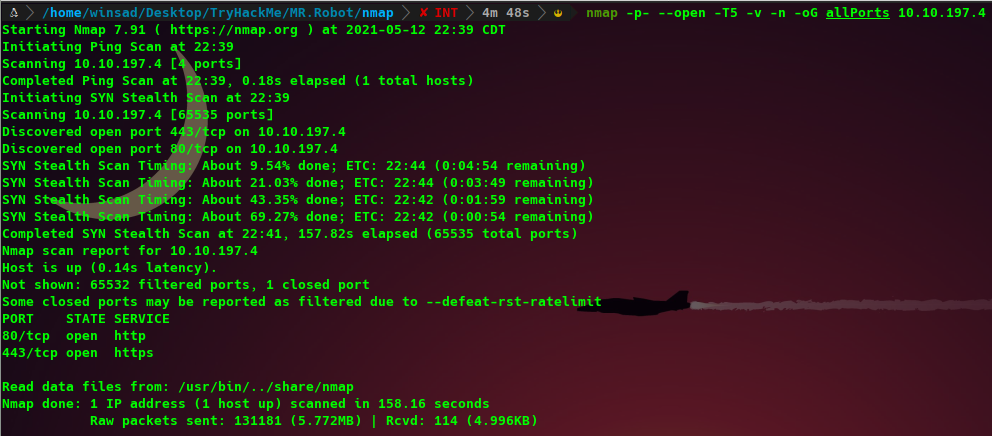 /home/winsad/Desktop/TryHackMe/MR.Robot/nmap ✘ INT 4m 48s nmap -p- --open -T5 -v -n -oG allPorts 10.10.197.4
Starting Nmap 7.91 ( https://nmap.org ) at 2021-05-12 22:39 CDT
Initiating Ping Scan at 22:39
Scanning 10.10.197.4 [4 ports]
Completed Ping Scan at 22:39, 0.18s elapsed (1 total hosts)
Initiating SYN Stealth Scan at 22:39
Scanning 10.10.197.4 [65535 ports]
Discovered open port 443/tcp on 10.10.197.4
Discovered open port 80/tcp on 10.10.197.4
SYN Stealth Scan Timing: About 9.54% done; ETC: 22:44 (0:04:54 remaining)
SYN Stealth Scan Timing: About 21.03% done; ETC: 22:44 (0:03:49 remaining)
SYN Stealth Scan Timing: About 43.35% done; ETC: 22:42 (0:01:59 remaining)
SYN Stealth Scan Timing: About 69.27% done; ETC: 22:42 (0:00:54 remaining)
Completed SYN Stealth Scan at 22:41, 157.82s elapsed (65535 total ports)
Nmap scan report for 10.10.197.4
Host is up (0.14s latency).
Not shown: 65532 filtered ports, 1 closed port
Some closed ports may be reported as filtered due to --defeat-rst-ratelimit
PORT    STATE SERVICE
80/tcp  open  http
443/tcp open  https
Read data files from: /usr/bin/../share/nmap
Nmap done: 1 IP address (1 host up) scanned in 158.16 seconds
Raw packets sent: 131181 (5.772MB) | Rcvd: 114 (4.996KB)